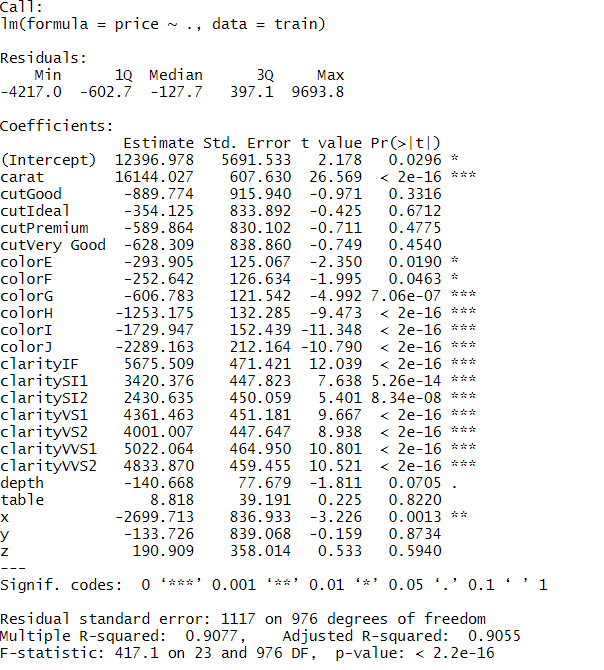 Call:
lm(formula = price ~ ., data = train)
Residuals:
    Min      1Q  Median      3Q     Max
-4217.0  -602.7  -127.7   397.1  9693.8
Coefficients:
              Estimate Std. Error t value Pr(>|t|)
(Intercept)  12396.978   5691.533   2.178   0.0296 *
carat        16144.027    607.630  26.569  < 2e-16 ***
cutGood       -889.774    915.940  -0.971   0.3316
cutIdeal      -354.125    833.892  -0.425   0.6712
cutPremium    -589.864    830.102  -0.711   0.4775
cutVery Good  -628.309    838.860  -0.749   0.4540
colorE        -293.905    125.067  -2.350   0.0190 *
colorF        -252.642    126.634  -1.995   0.0463 *
colorG        -606.783    121.542  -4.992 7.06e-07 ***
colorH       -1253.175    132.285  -9.473  < 2e-16 ***
colorI       -1729.947    152.439 -11.348  < 2e-16 ***
colorJ       -2289.163    212.164 -10.790  < 2e-16 ***
clarityIF     5675.509    471.421  12.039  < 2e-16 ***
claritySI1    3420.376    447.823   7.638 5.26e-14 ***
claritySI2    2430.635    450.059   5.401 8.34e-08 ***
clarityVS1    4361.463    451.181   9.667  < 2e-16 ***
clarityVS2    4001.007    447.647   8.938  < 2e-16 ***
clarityVVS1   5022.064    464.950  10.801  < 2e-16 ***
clarityVVS2   4833.870    459.455  10.521  < 2e-16 ***
depth         -140.668     77.679  -1.811   0.0705 .
table            8.818     39.191   0.225   0.8220
x            -2699.713    836.933  -3.226   0.0013 **
y             -133.726    839.068  -0.159   0.8734
z              190.909    358.014   0.533   0.5940
---
Signif. codes:  0 ‘***’ 0.001 ‘**’ 0.01 ‘*’ 0.05 ‘.’ 0.1 ‘ ’ 1
Residual standard error: 1117 on 976 degrees of freedom
Multiple R-squared:  0.9077,    Adjusted R-squared:  0.9055
F-statistic: 417.1 on 23 and 976 DF,  p-value: < 2.2e-16